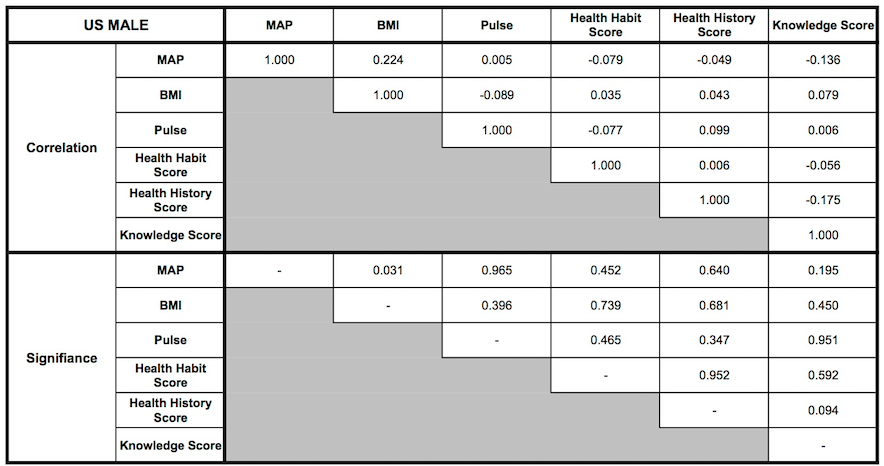 US MALE MAP BMI Pulse Health Habit Score Health History Score Knowledge Score
Correlation
MAP 1.000 0.224 0.005 -0.079 -0.049 -0.136
BMI 1.000 -0.089 0.035 0.043 0.079
Pulse 1.000 -0.077 0.099 0.006
Health Habit Score 1.000 0.006 -0.056
Health History Score 1.000 -0.175
Knowledge Score 1.000
Signifiance
MAP - 0.031 0.965 0.452 0.640 0.195
BMI - 0.396 0.739 0.681 0.450
Pulse - 0.465 0.347 0.951
Health Habit Score - 0.952 0.592
Health History Score - 0.094
Knowledge Score -